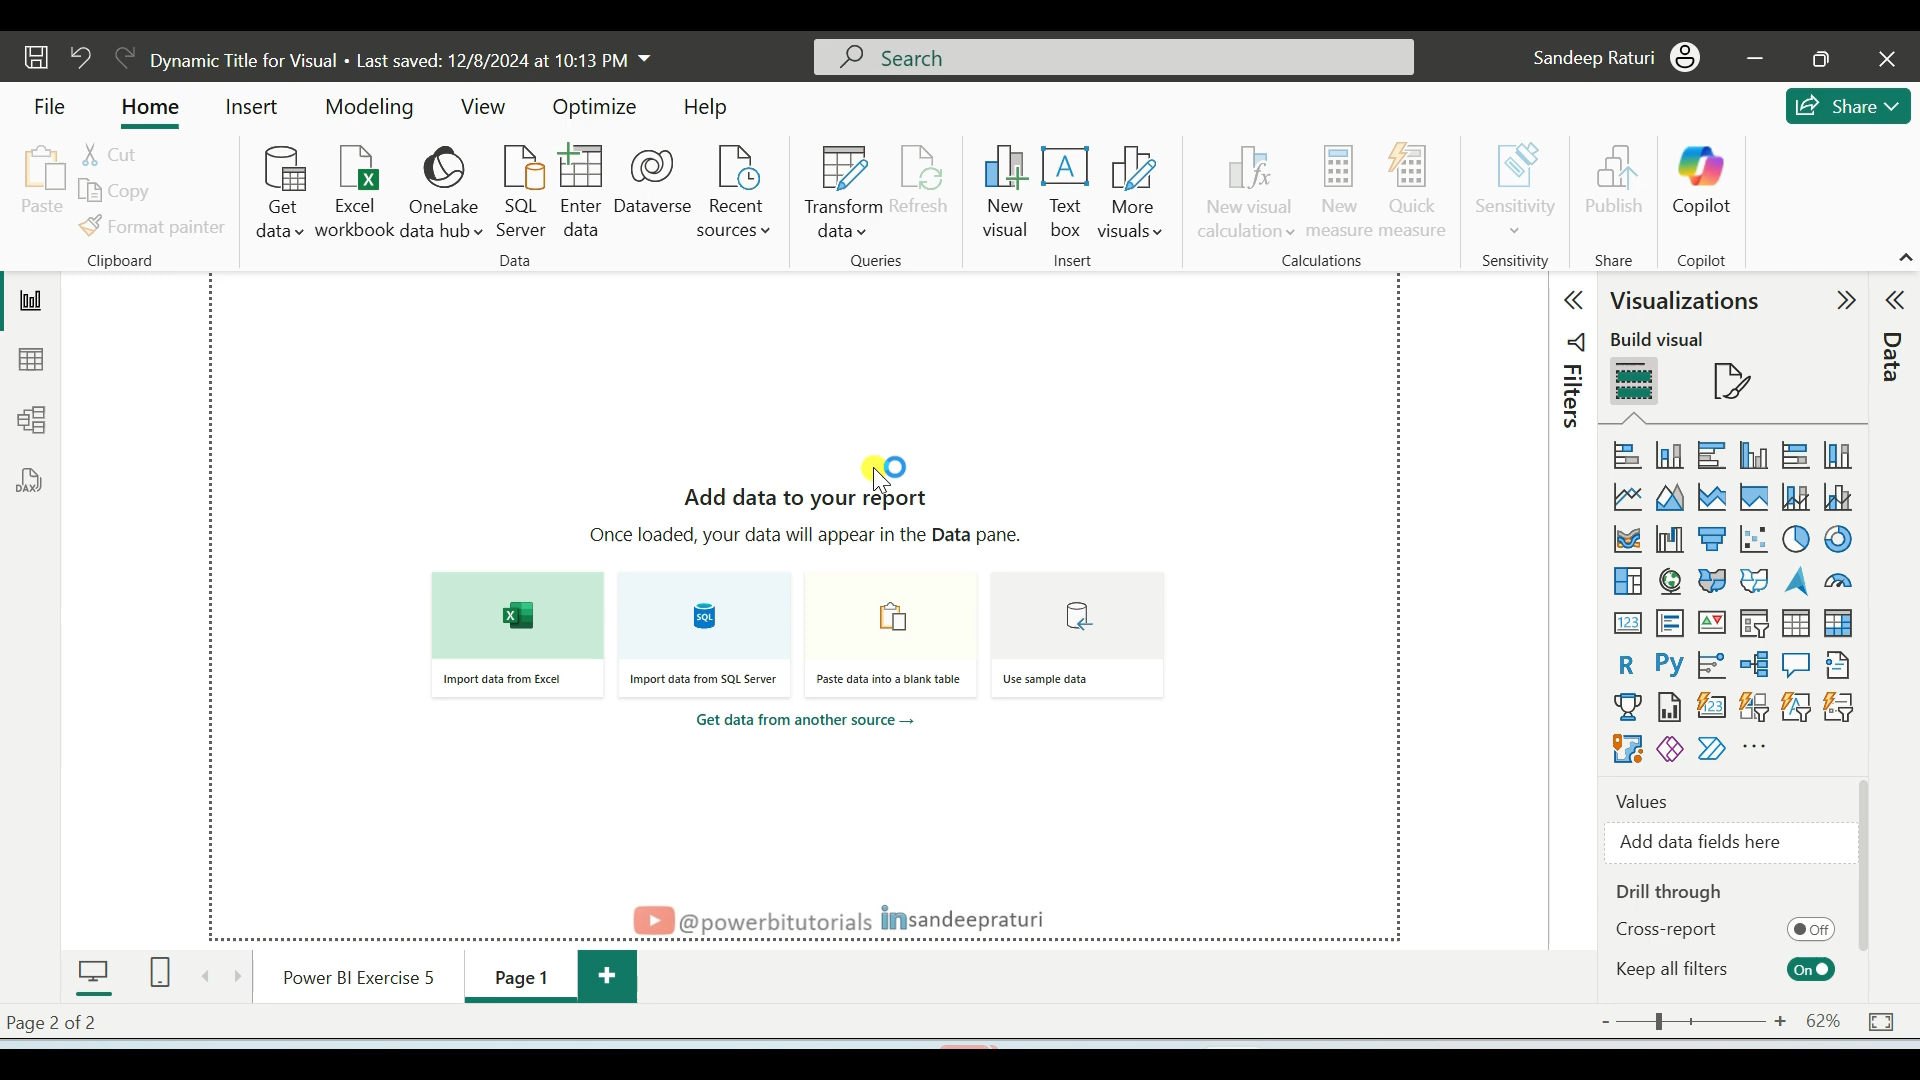 Dynamic Title for Visual • Last saved: 12/8/2024 at 10:13 PM
Search
Sandeep Raturi
File Home Insert Modeling View Optimize Help
Share
Paste
Cut
Copy
Format painter
Clipboard
Get data
Excel workbook
OneLake data hub
SQL Server
Enter data
Dataverse
Recent sources
Data
Transform data
Refresh
Queries
New visual
Text box
More visuals
Insert
New visual calculation
New measure
Quick measure
Calculations
Sensitivity
Sensitivity
Publish
Share
Copilot
Copilot
DAX
Add data to your report
Once loaded, your data will appear in the Data pane.
SQL
Import data from Excel
Import data from SQL Server
Paste data into a blank table
Use sample data
Get data from another source →
@powerbitutorials in sandeepraturi
Filters
Visualizations
Build visual
123
R Py
123
Values
Add data fields here
Drill through
Cross-report Off
Keep all filters On
Data
Power BI Exercise 5
Page 1
Page 2 of 2
62%